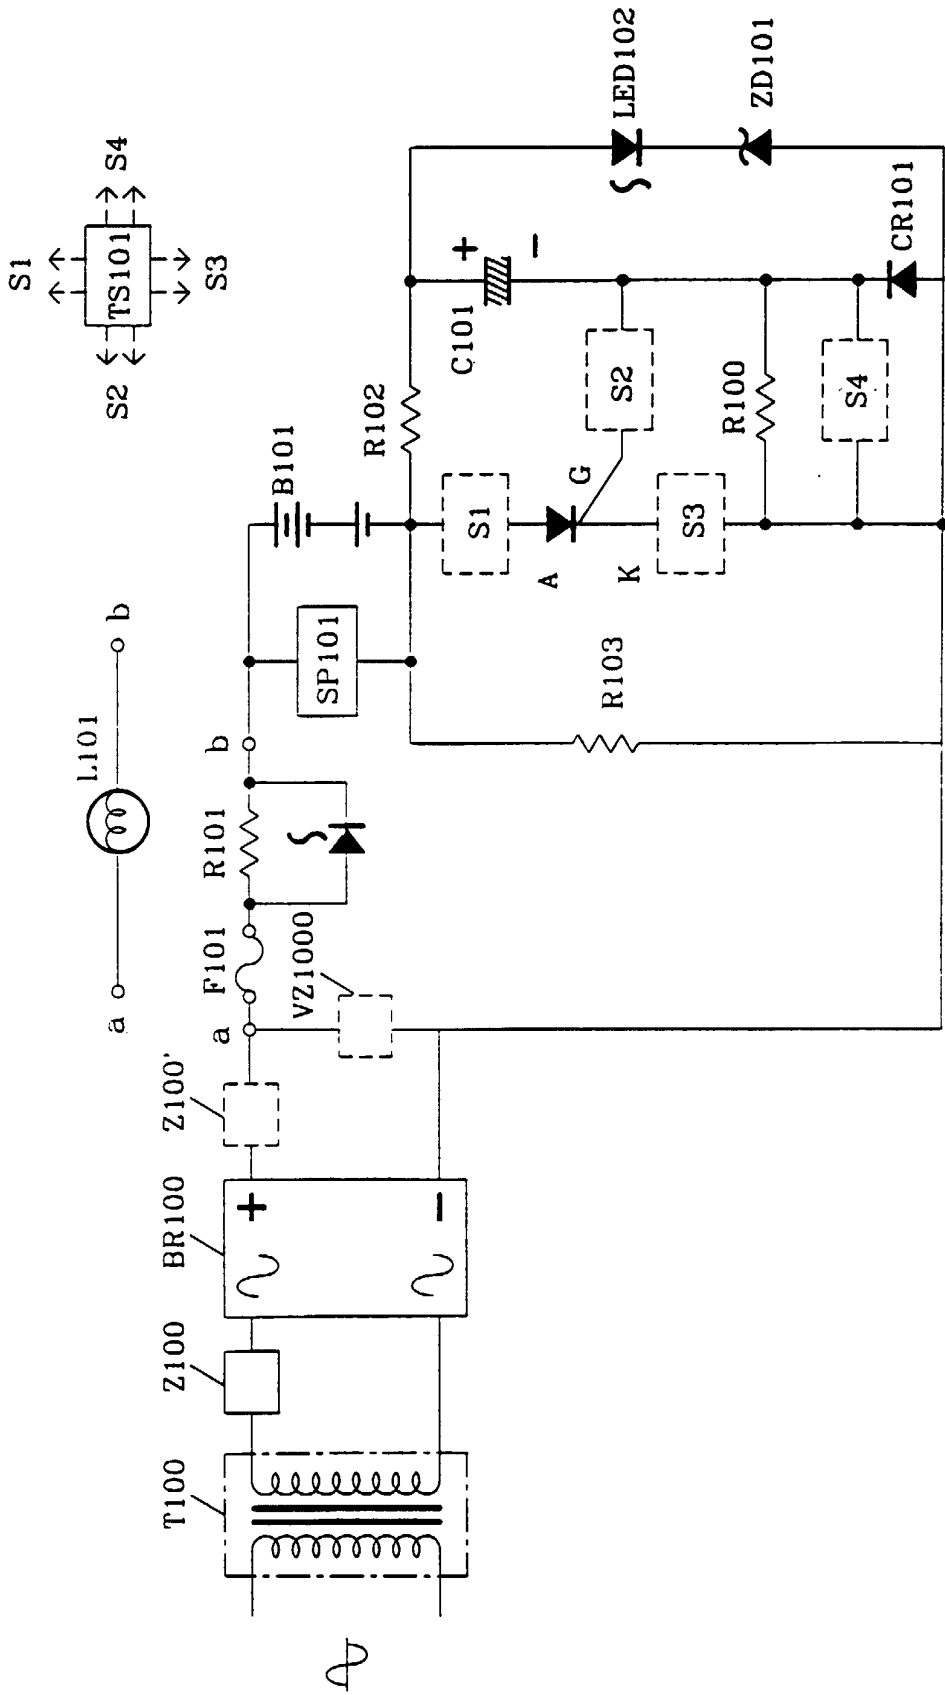 T100
Z100
BR100
+
−
Z100'
a
VZ1000
F101
R101
b
a
L101
b
SP101
B101
R103
R102
S1
A
G
K
S3
S2
C101
+
−
R100
S4
CR101
LED102
ZD101
S1
S2
TS101
S4
S3